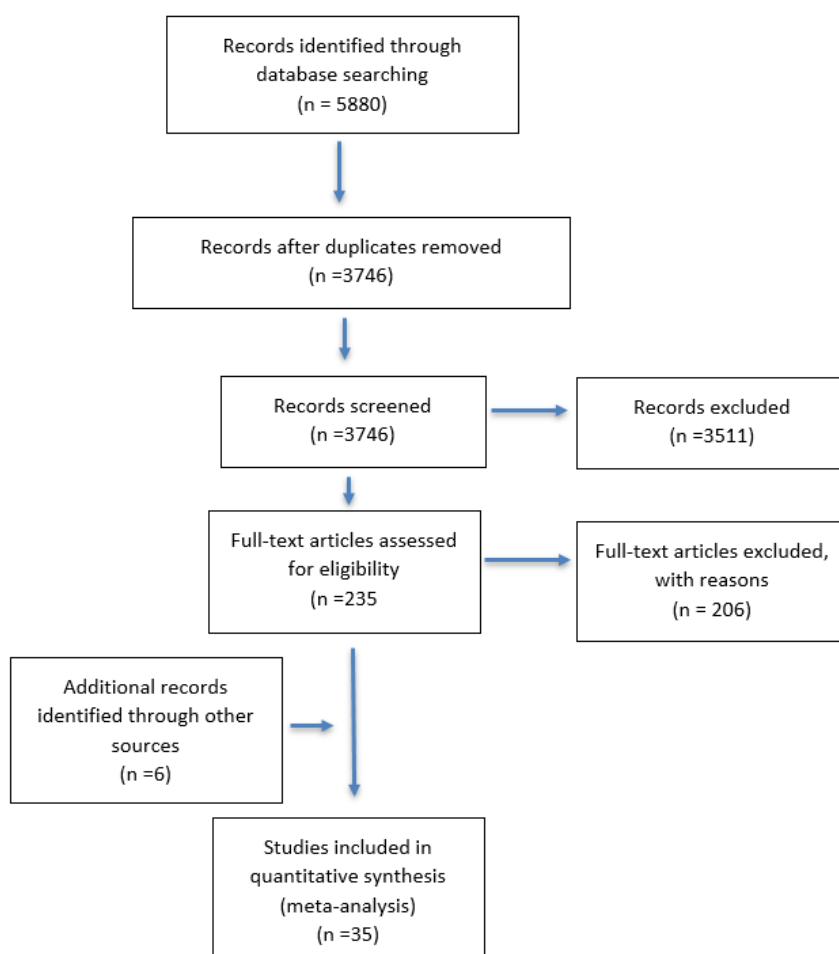 Records identified through
database searching
(n = 5880)
Records after duplicates removed
(n =3746)
Records screened
(n =3746)
Records excluded
(n =3511)
Full-text articles assessed
for eligibility
(n =235
Full-text articles excluded,
with reasons
(n = 206)
Additional records
identified through other
sources
(n =6)
Studies included in
quantitative synthesis
(meta-analysis)
(n =35)